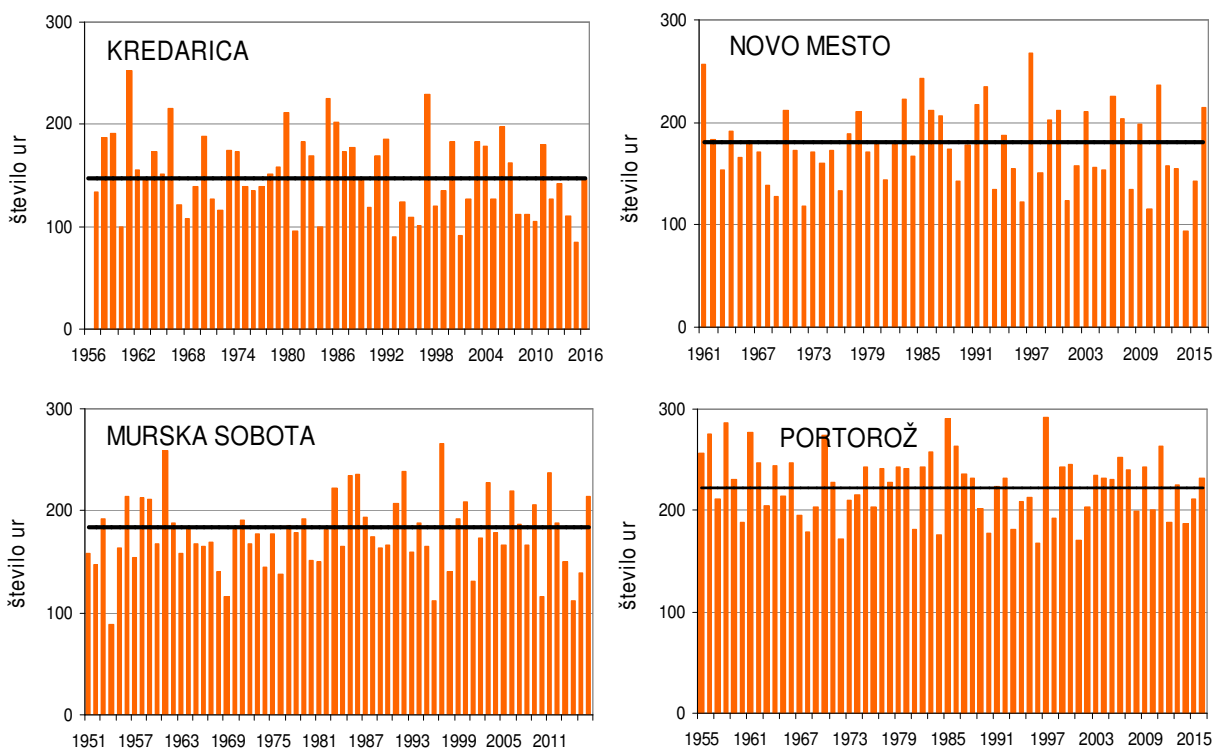 KREDARICA
število ur
300
200
100
0
1956 1962 1968 1974 1980 1986 1992 1998 2004 2010 2016
NOVO MESTO
število ur
300
200
100
0
1961 1967 1973 1979 1985 1991 1997 2003 2009 2015
MURSKA SOBOTA
število ur
300
200
100
0
1951 1957 1963 1969 1975 1981 1987 1993 1999 2005 2011
PORTOROŽ
število ur
300
200
100
0
1955 1961 1967 1973 1979 1985 1991 1997 2003 2009 2015